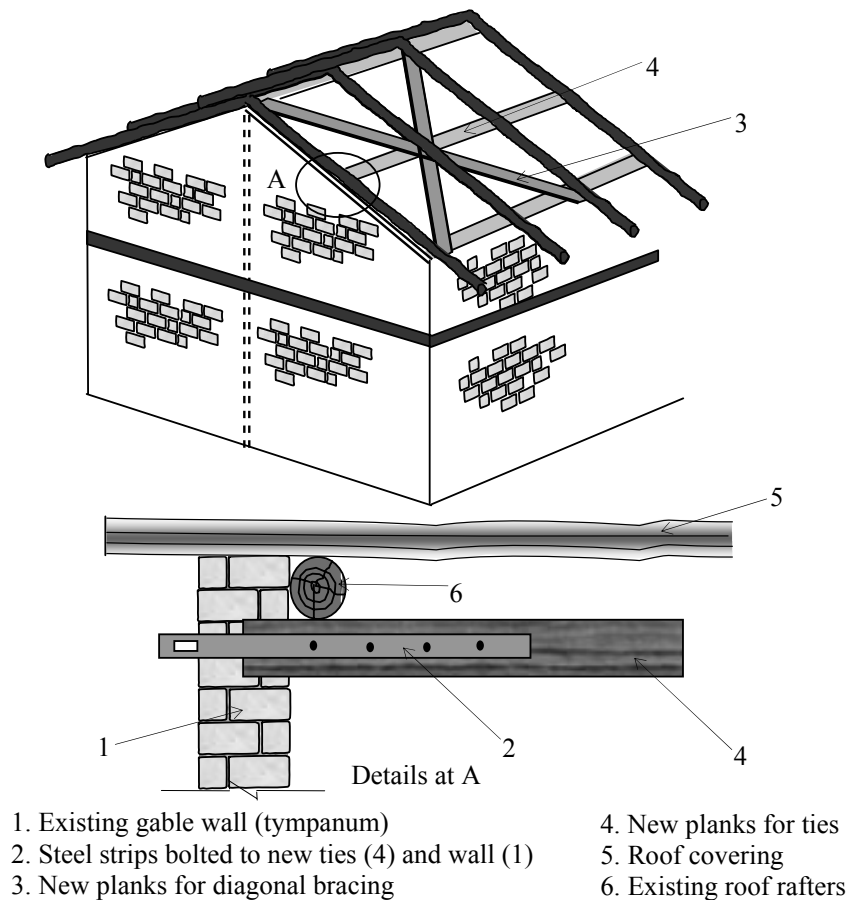 4
3
A
5
6
1
2
4
Details at A
1. Existing gable wall (tympanum)
2. Steel strips bolted to new ties (4) and wall (1)
3. New planks for diagonal bracing
4. New planks for ties
5. Roof covering
6. Existing roof rafters